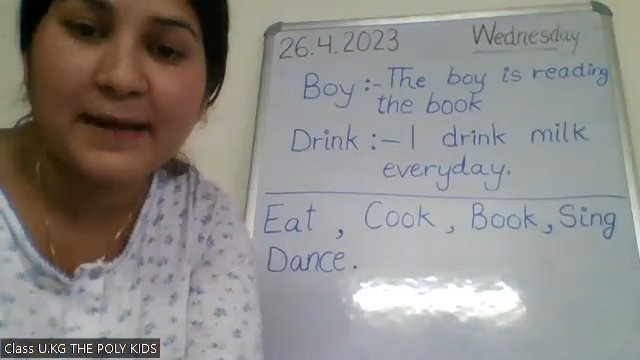 26.4.2023 Wednesday
Boy :- The boy is reading
the book
Drink :- I drink milk
everyday.
Eat , Cook , Book , Sing
Dance .
Class U.KG THE POLY KIDS